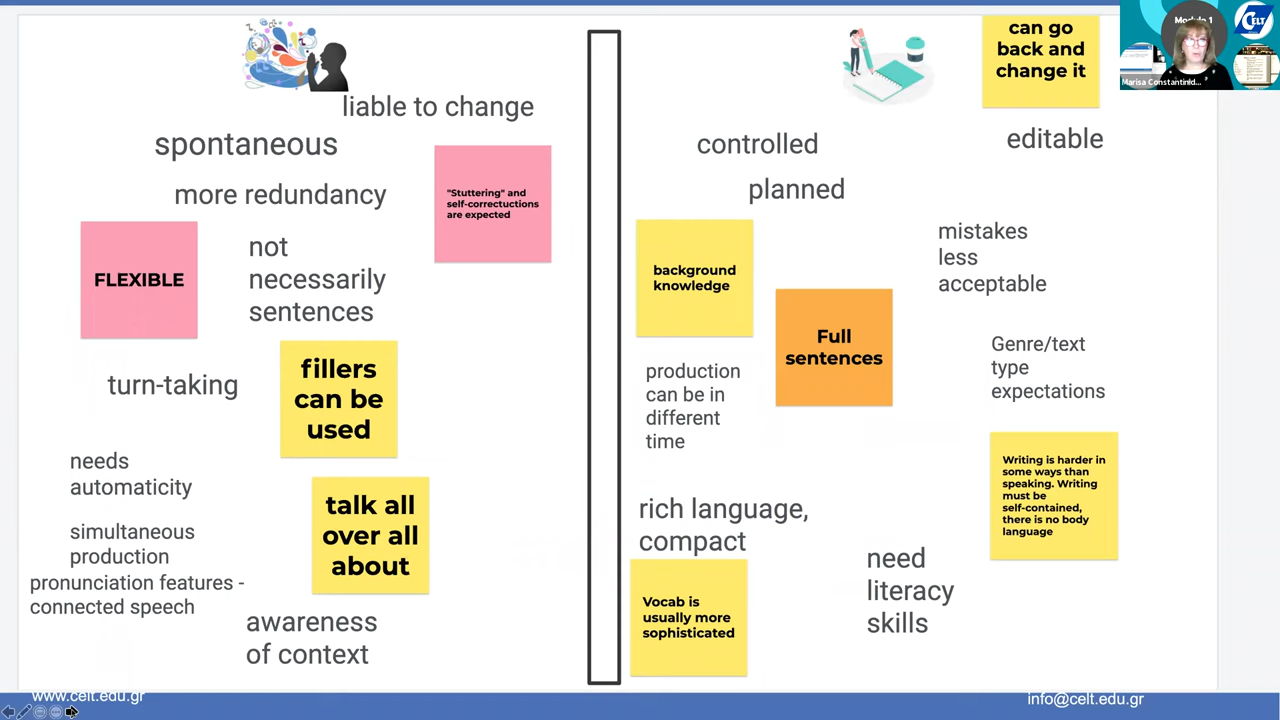 liable to change
spontaneous
more redundancy
"Stuttering" and
self-correctuctions
are expected
FLEXIBLE
not
necessarily
sentences
turn-taking
fillers
can be
used
needs
automaticity
talk all
over all
about
simultaneous
production
pronunciation features -
connected speech
awareness
of context
can go
back and
change it
controlled
editable
planned
background
knowledge
mistakes
less
acceptable
Full
sentences
Genre/text
type
expectations
production
can be in
different
time
Writing is harder in
some ways than
speaking. Writing
must be
self-contained,
there is no body
language
rich language,
compact
need
literacy
skills
Vocab is
usually more
sophisticated
Module 1
CELT
www.celt.edu.gr
info@celt.edu.gr